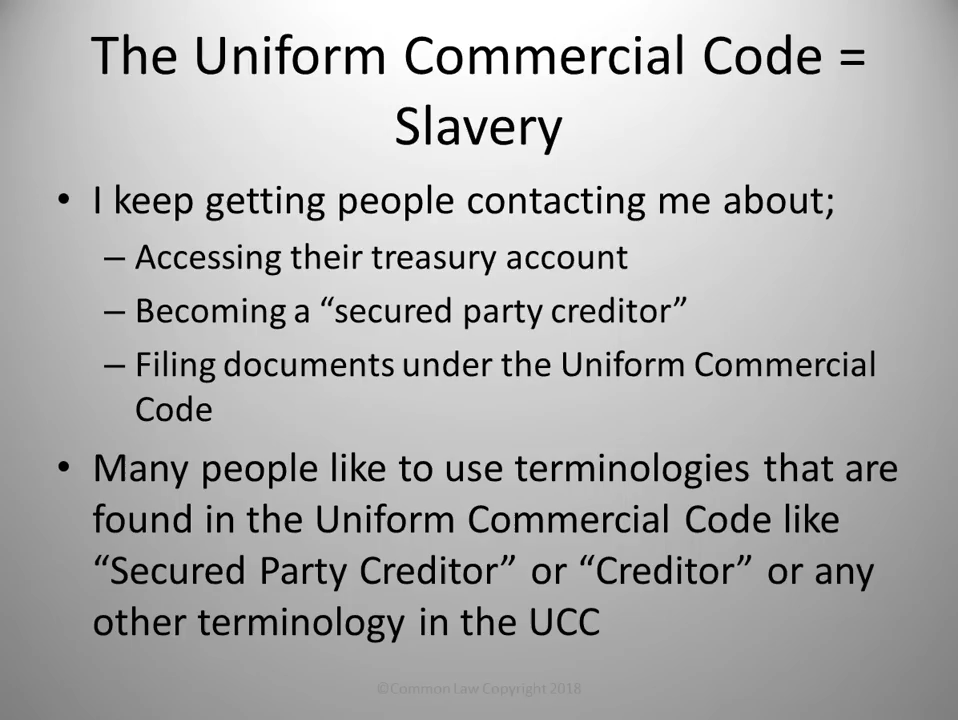 The Uniform Commercial Code =
Slavery
• I keep getting people contacting me about;
– Accessing their treasury account
– Becoming a “secured party creditor”
– Filing documents under the Uniform Commercial
Code
• Many people like to use terminologies that are
found in the Uniform Commercial Code like
“Secured Party Creditor” or “Creditor” or any
other terminology in the UCC
©Common Law Copyright 2018